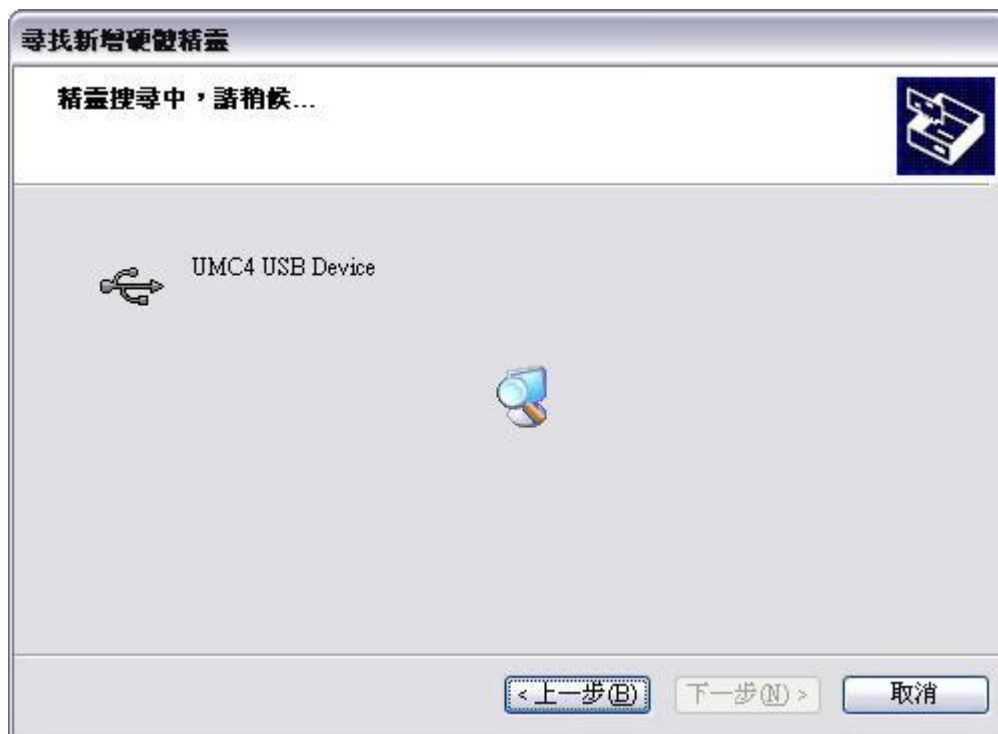 尋找新增硬體精靈
精靈搜尋中，請稍候...
UMC4 USB Device
< 上一步(B)
下一步(N) >
取消